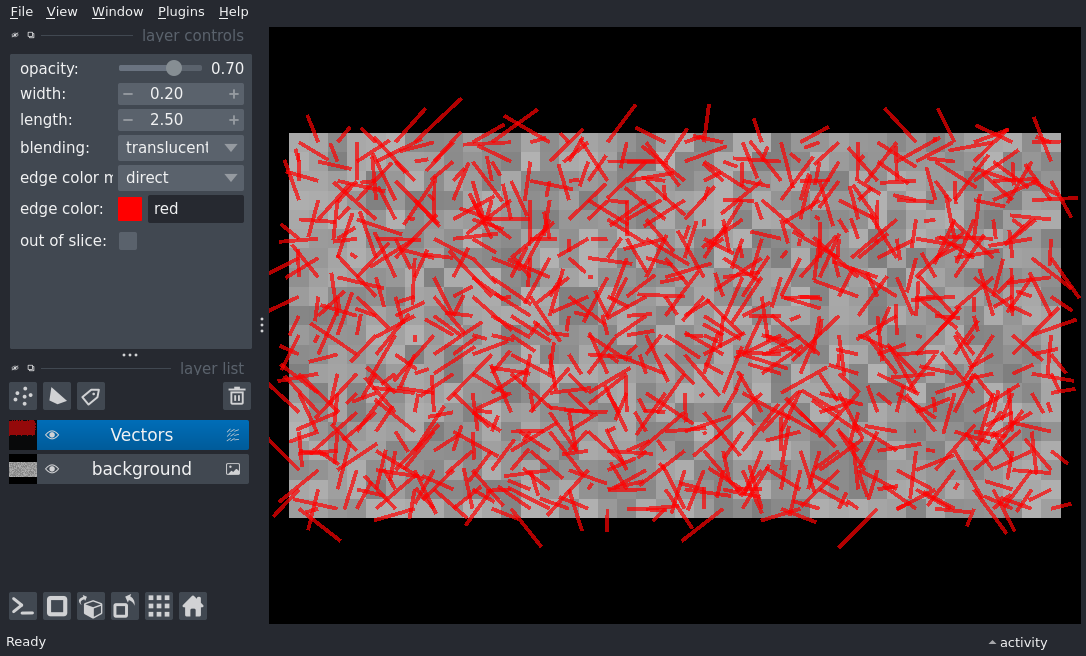 File View Window Plugins Help
layer controls
opacity: 0.70
width: 0.20
length: 2.50
blending: translucent
edge color m direct
edge color: red
out of slice:
layer list
Vectors
background
Ready
activity